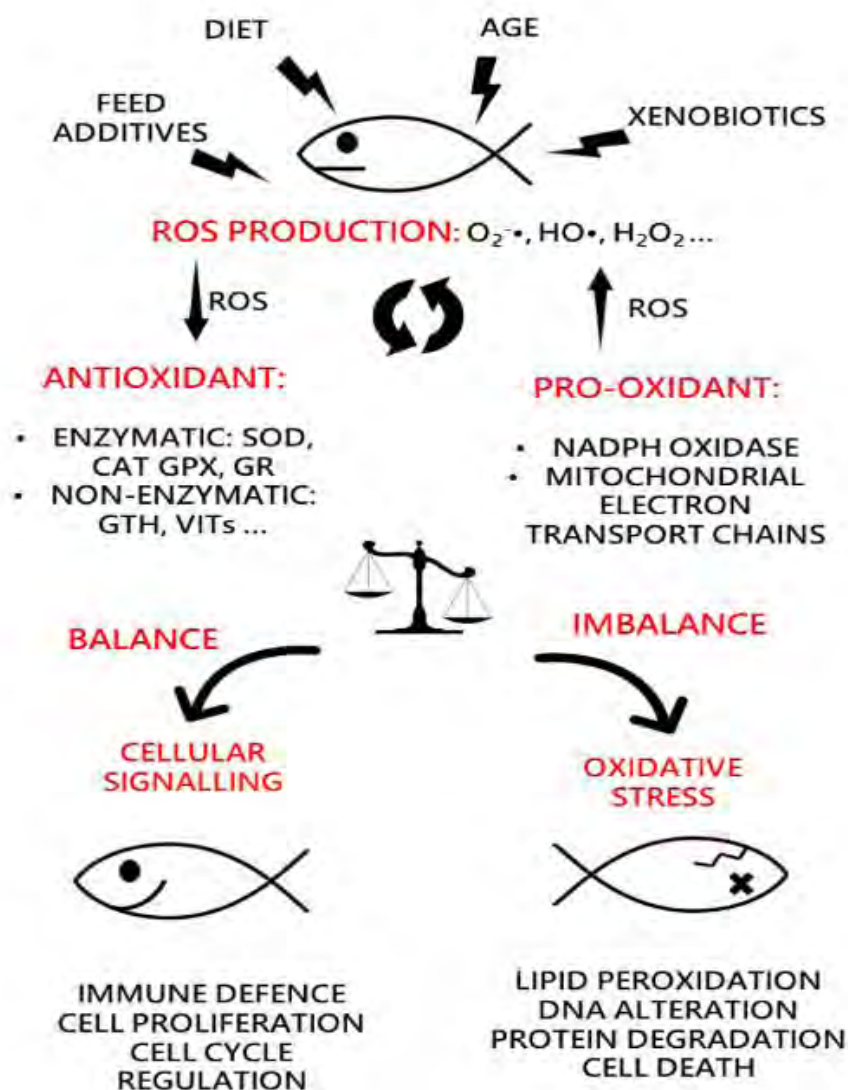 DIET
AGE
FEED
ADDITIVES
XENOBIOTICS
ROS PRODUCTION: O₂⁻•, HO•, H₂O₂ ...
ROS
ROS
ANTIOXIDANT:
• ENZYMATIC: SOD,
CAT GPX, GR
• NON-ENZYMATIC:
GTH, VITs ...
PRO-OXIDANT:
• NADPH OXIDASE
• MITOCHONDRIAL
ELECTRON
TRANSPORT CHAINS
BALANCE
IMBALANCE
CELLULAR
SIGNALLING
OXIDATIVE
STRESS
IMMUNE DEFENCE
CELL PROLIFERATION
CELL CYCLE
REGULATION
LIPID PEROXIDATION
DNA ALTERATION
PROTEIN DEGRADATION
CELL DEATH